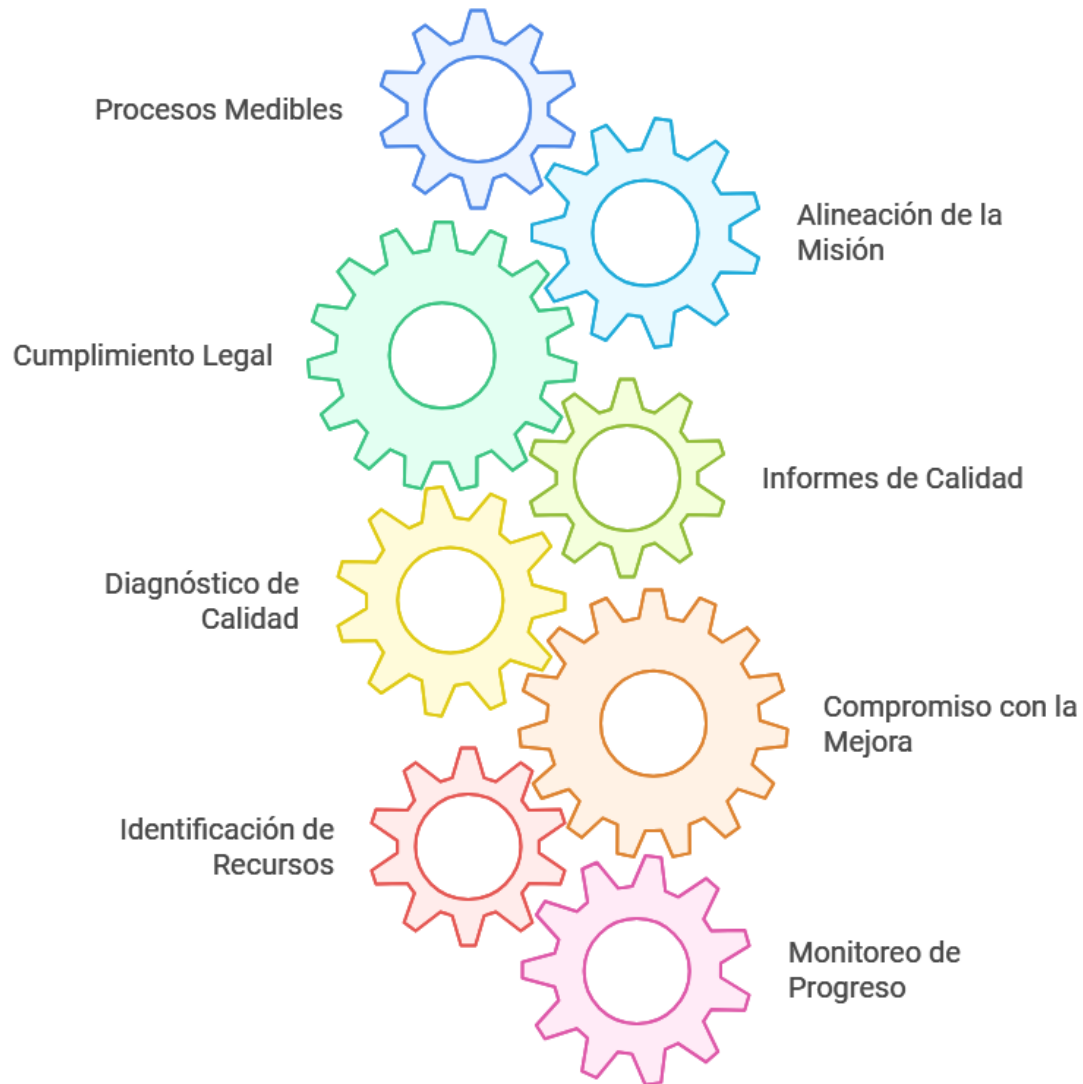 Procesos Medibles
Alineación de la
Misión
Cumplimiento Legal
Informes de Calidad
Diagnóstico de
Calidad
Compromiso con la
Mejora
Identificación de
Recursos
Monitoreo de
Progreso